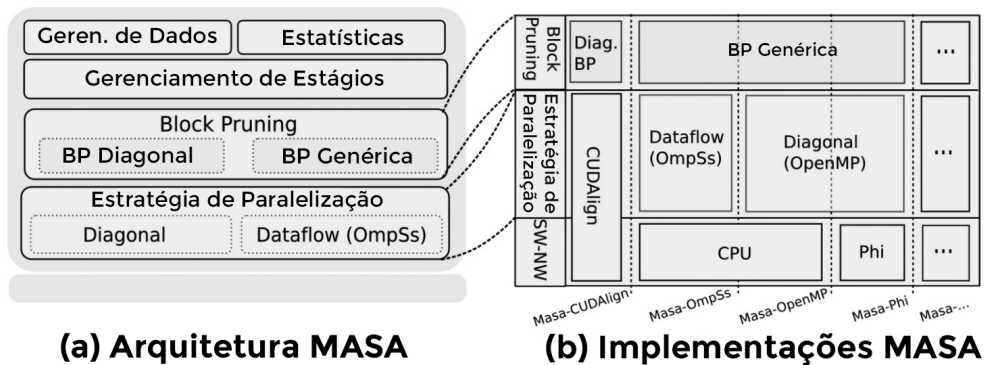 Geren. de Dados
Estatísticas
Gerenciamento de Estágios
Block Pruning
BP Diagonal
BP Genérica
Estratégia de Paralelização
Diagonal
Dataflow (OmpSs)
(a) Arquitetura MASA
Block
Pruning
Diag.
BP
BP Genérica
...
Estratégia de
Paralelização
CUDAlign
Dataflow
(OmpSs)
Diagonal
(OpenMP)
...
SW-NW
CPU
Phi
...
Masa-CUDAlign
Masa-OmpSs
Masa-OpenMP
Masa-Phi
Masa-...
(b) Implementações MASA